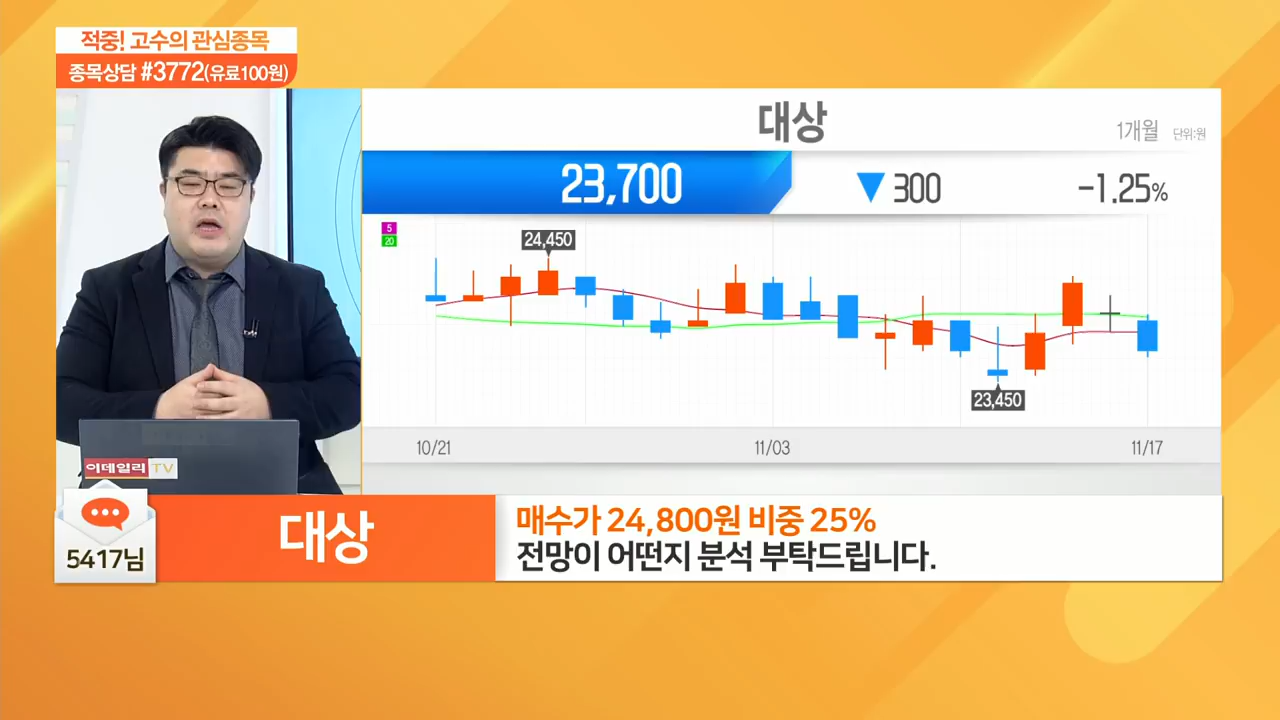 적중! 고수의 관심종목
종목상담 #3772(유료100원)
대상
1개월 단위:원
23,700 ▼ 300 -1.25%
5
20
24,450
23,450
10/21 11/03 11/17
이데일리TV
5417님
대상
매수가 24,800원 비중 25%
전망이 어떤지 분석 부탁드립니다.